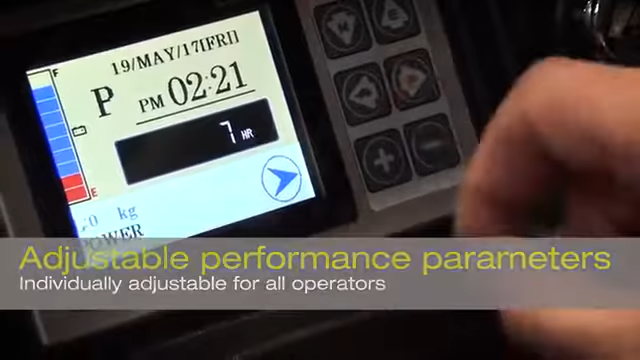 F
19/MAY/17[FRI]
P
PM 02:21
7 HR
E
kg
POWER
Adjustable performance parameters
Individually adjustable for all operators